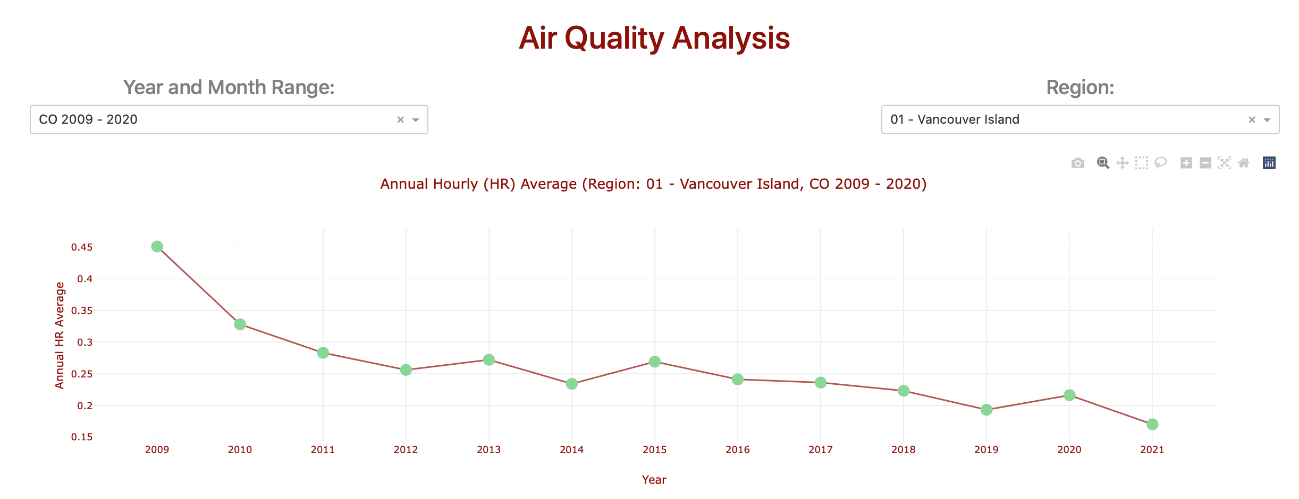 Air Quality Analysis
Year and Month Range:
Region:
CO 2009 - 2020
01 - Vancouver Island
Annual Hourly (HR) Average (Region: 01 - Vancouver Island, CO 2009 - 2020)
Annual HR Average
0.45
0.4
0.35
0.3
0.25
0.2
0.15
2009 2010 2011 2012 2013 2014 2015 2016 2017 2018 2019 2020 2021
Year